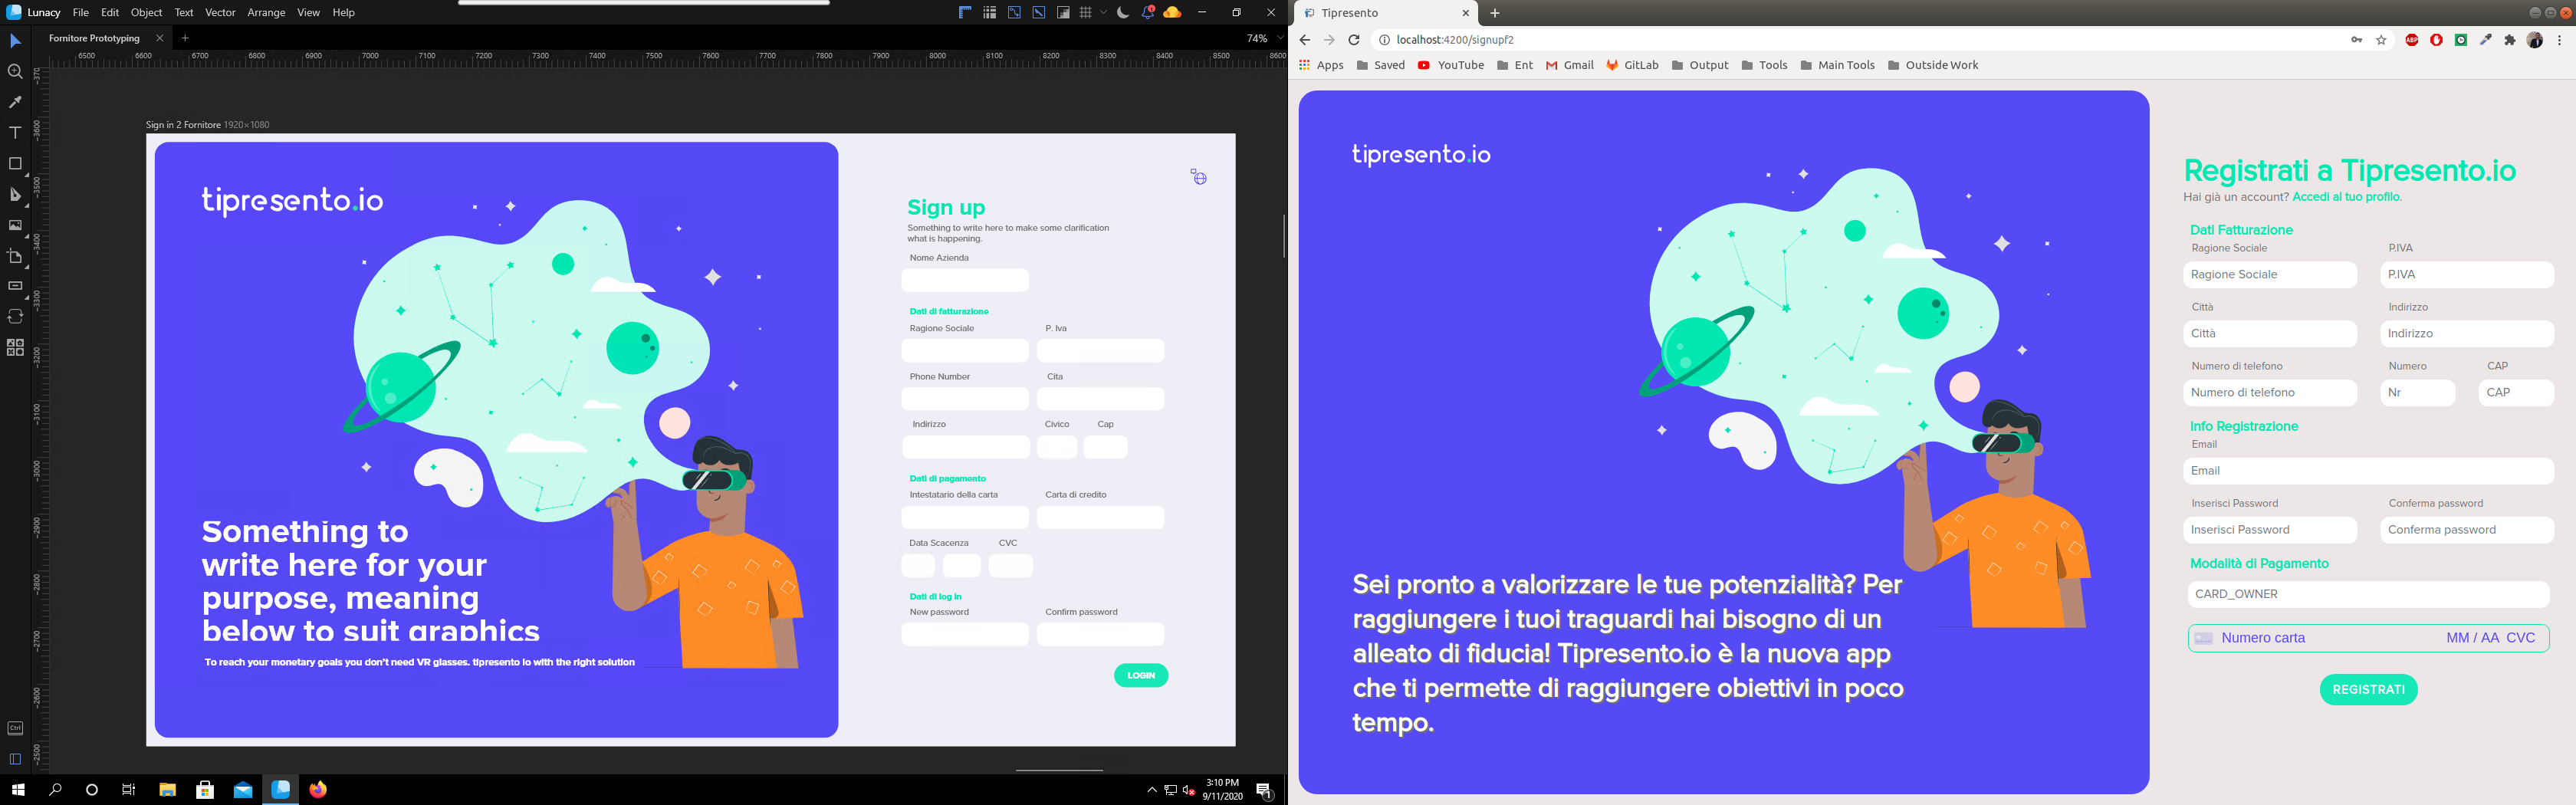 Lunacy File Edit Object Text Vector Arrange View Help
Fornitore Prototyping
74%
6500 6600 6700 6800 6900 7000 7100 7200 7300 7400 7500 7600 7700 7800 7900 8000 8100 8200 8300 8400 8500 8600
Sign in 2 Fornitore 1920×1080
tipresento.io
Something to
write here for your
purpose, meaning
below to suit graphics
To reach your monetary goals you don't need VR glasses. tipresento io with the right solution
Sign up
Something to write here to make some clarification
what is happening.
Nome Azienda
Dati di fatturazione
Ragione Sociale P. Iva
Phone Number Cita
Indirizzo Civico Cap
Dati di pagamento
Intestatario della carta Carta di credito
Data Scacenza CVC
Dati di log in
New password Confirm password
LOGIN
Ctrl
3:10 PM
9/11/2020
1
Tipresento
localhost:4200/signupf2
ABP
Apps Saved YouTube Ent Gmail GitLab Output Tools Main Tools Outside Work
tipresento.io
Sei pronto a valorizzare le tue potenzialità? Per
raggiungere i tuoi traguardi hai bisogno di un
alleato di fiducia! Tipresento.io è la nuova app
che ti permette di raggiungere obiettivi in poco
tempo.
Registrati a Tipresento.io
Hai già un account? Accedi al tuo profilo.
Dati Fatturazione
Ragione Sociale P.IVA
Ragione Sociale P.IVA
Città Indirizzo
Città Indirizzo
Numero di telefono Numero CAP
Numero di telefono Nr CAP
Info Registrazione
Email
Email
Inserisci Password Conferma password
Inserisci Password Conferma password
Modalità di Pagamento
CARD_OWNER
Numero carta MM / AA CVC
REGISTRATI